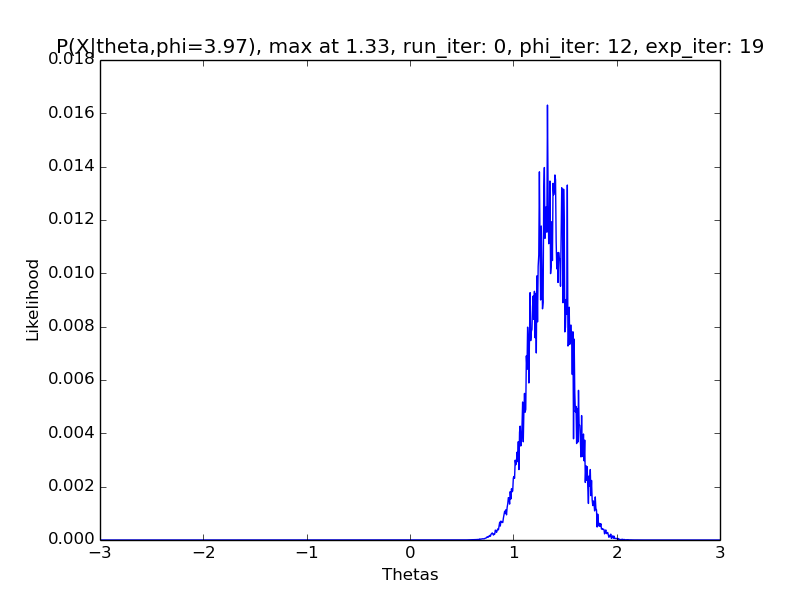 P(X|theta,phi=3.97), max at 1.33, run_iter: 0, phi_iter: 12, exp_iter: 19
0.018
0.016
0.014
0.012
0.010
0.008
0.006
0.004
0.002
0.000
Likelihood
−3 −2 −1 0 1 2 3
Thetas